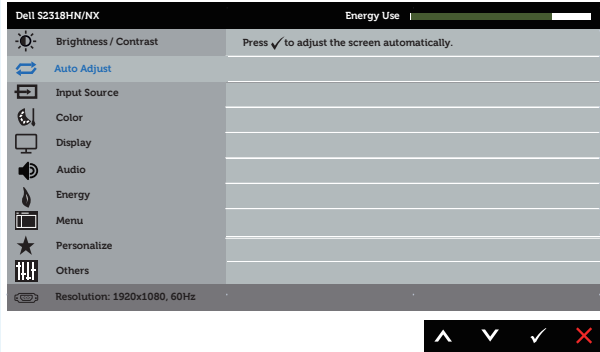 Dell S2318HN/NX Energy Use
Brightness / Contrast Press ✓ to adjust the screen automatically.
Auto Adjust
Input Source
Color
Display
Audio
Energy
Menu
Personalize
Others
Resolution: 1920x1080, 60Hz